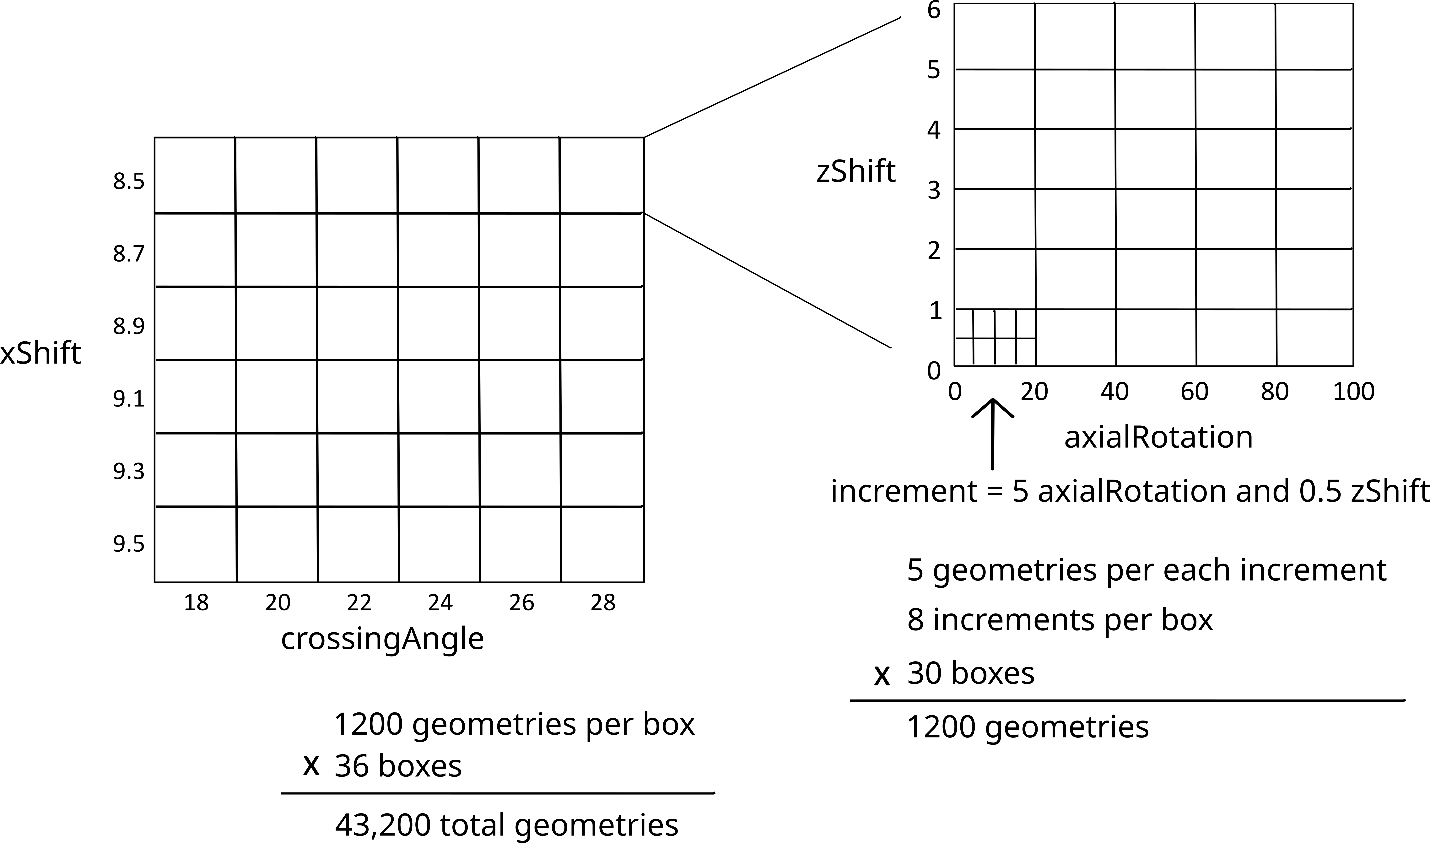 xShift
8.5
8.7
8.9
9.1
9.3
9.5
18 20 22 24 26 28
crossingAngle
1200 geometries per box
x 36 boxes
43,200 total geometries
zShift
6
5
4
3
2
1
0
0 20 40 60 80 100
axialRotation
increment = 5 axialRotation and 0.5 zShift
5 geometries per each increment
8 increments per box
x 30 boxes
1200 geometries